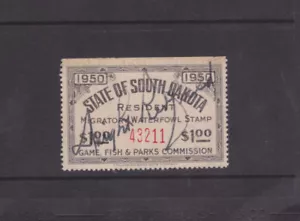 1950 1950
STATE OF SOUTH DAKOTA
RESIDENT
MIGRATORY WATERFOWL STAMP
$1.00 43211 $1.00
GAME, FISH & PARKS COMMISSION